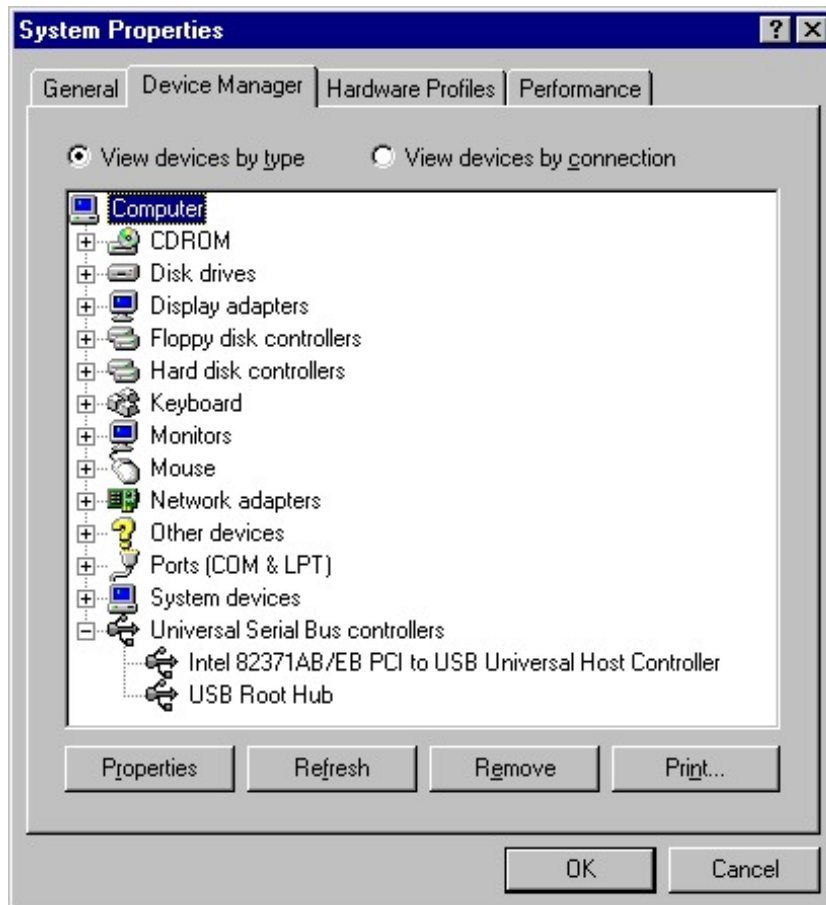 System Properties
General Device Manager Hardware Profiles Performance
View devices by type View devices by connection
Computer
CDROM
Disk drives
Display adapters
Floppy disk controllers
Hard disk controllers
Keyboard
Monitors
Mouse
Network adapters
Other devices
Ports (COM & LPT)
System devices
Universal Serial Bus controllers
Intel 82371AB/EB PCI to USB Universal Host Controller
USB Root Hub
Properties Refresh Remove Print...
OK Cancel